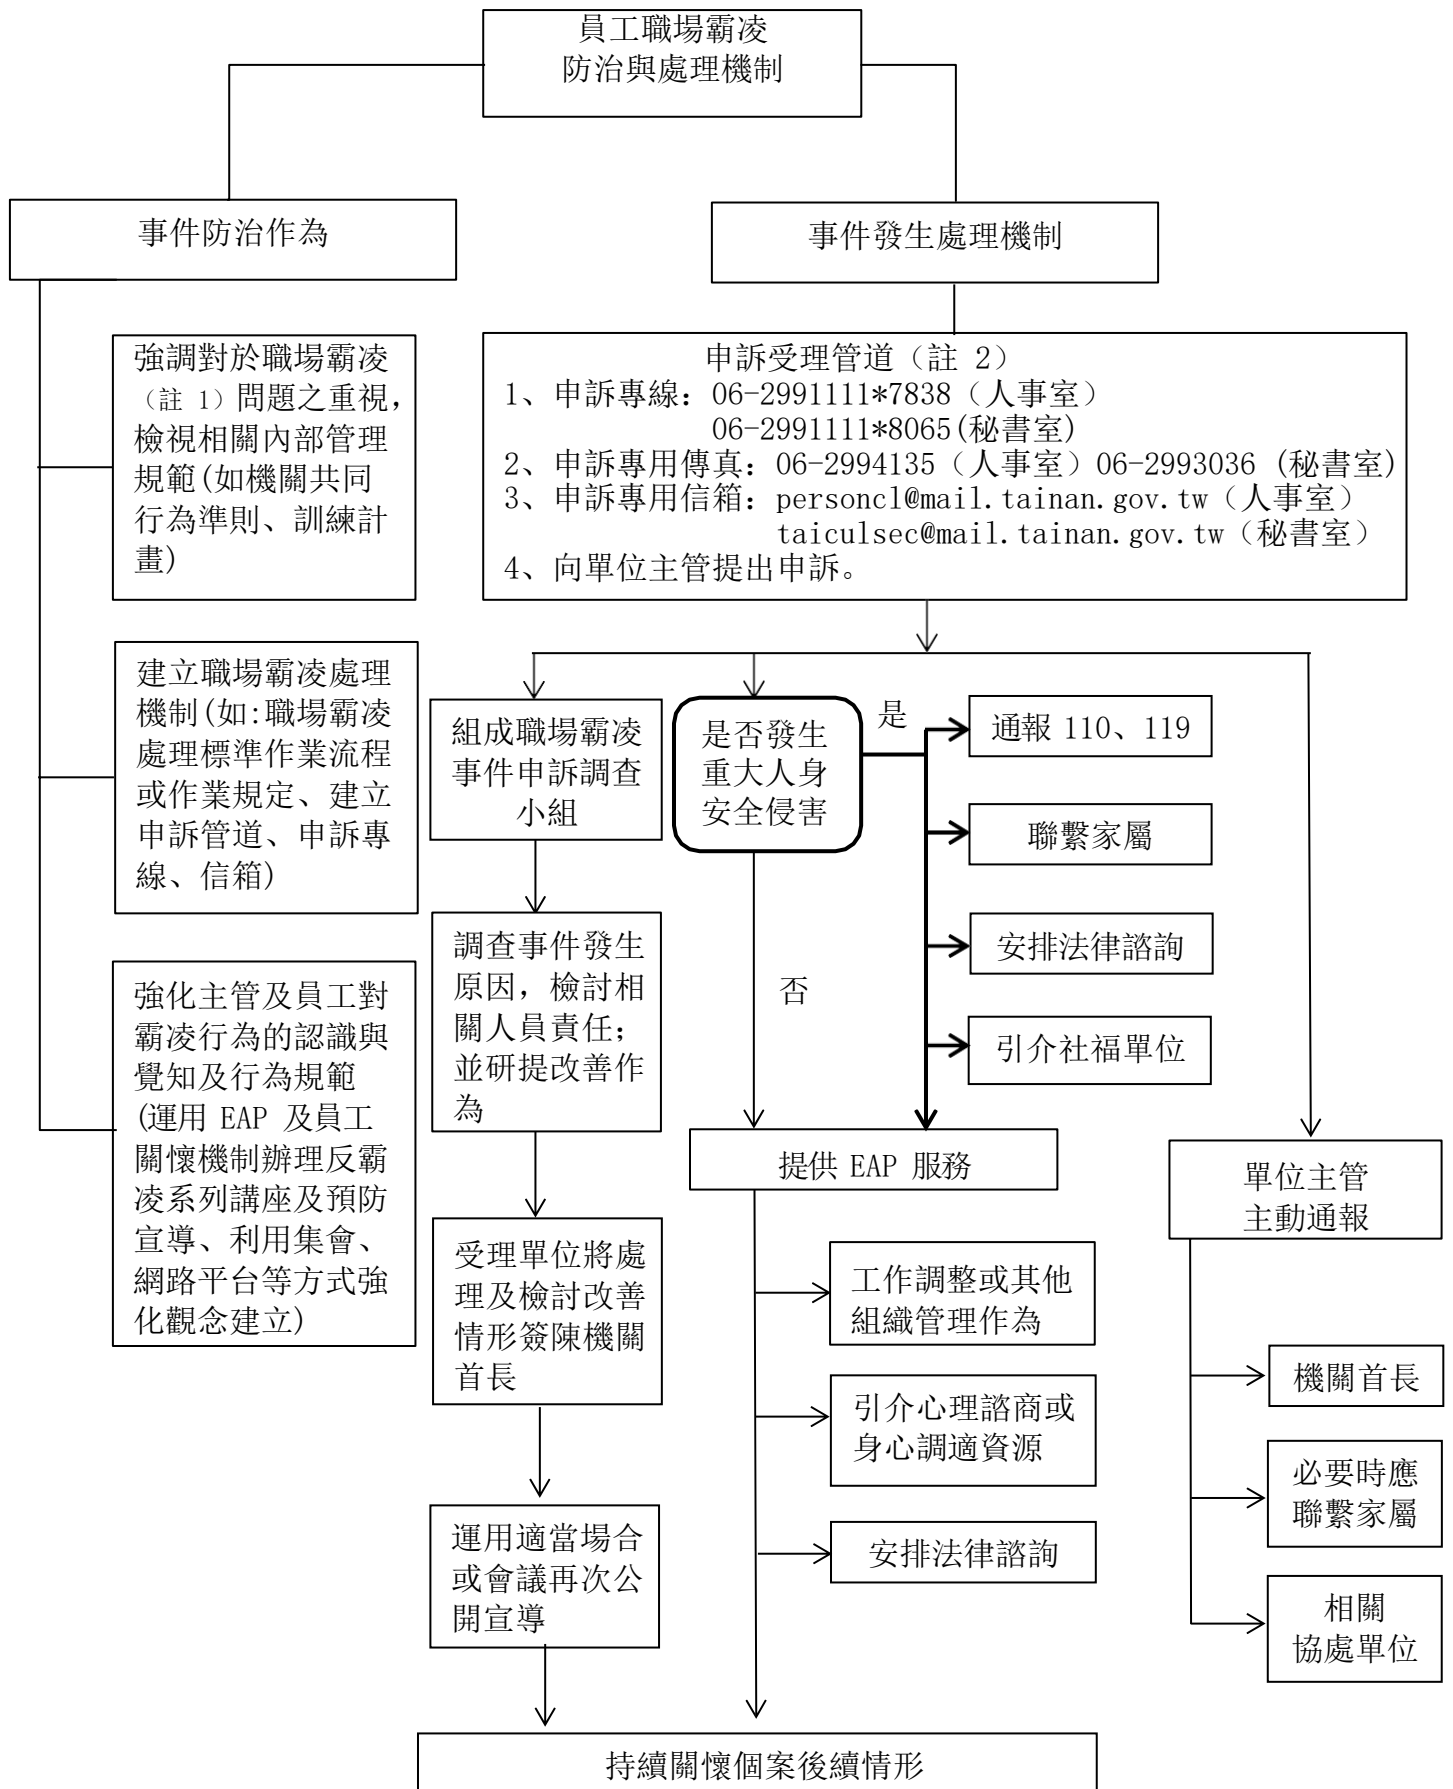 員工職場霸凌
防治與處理機制
事件防治作為
事件發生處理機制
強調對於職場霸凌
（註 1）問題之重視，
檢視相關內部管理
規範(如機關共同
行為準則、訓練計
畫)
申訴受理管道（註 2）
1、申訴專線：06-2991111*7838（人事室）
06-2991111*8065(秘書室)
2、申訴專用傳真：06-2994135（人事室）06-2993036 (秘書室)
3、申訴專用信箱：personcl@mail.tainan.gov.tw（人事室）
taiculsec@mail.tainan.gov.tw（秘書室）
4、向單位主管提出申訴。
建立職場霸凌處理
機制(如:職場霸凌
處理標準作業流程
或作業規定、建立
申訴管道、申訴專
線、信箱)
組成職場霸凌
事件申訴調查
小組
是否發生
重大人身
安全侵害
是
通報 110、119
聯繫家屬
安排法律諮詢
引介社福單位
否
強化主管及員工對
霸凌行為的認識與
覺知及行為規範
(運用 EAP 及員工
關懷機制辦理反霸
凌系列講座及預防
宣導、利用集會、
網路平台等方式強
化觀念建立)
調查事件發生
原因，檢討相
關人員責任；
並研提改善作
為
提供 EAP 服務
單位主管
主動通報
受理單位將處
理及檢討改善
情形簽陳機關
首長
工作調整或其他
組織管理作為
引介心理諮商或
身心調適資源
安排法律諮詢
機關首長
必要時應
聯繫家屬
相關
協處單位
運用適當場合
或會議再次公
開宣導
持續關懷個案後續情形